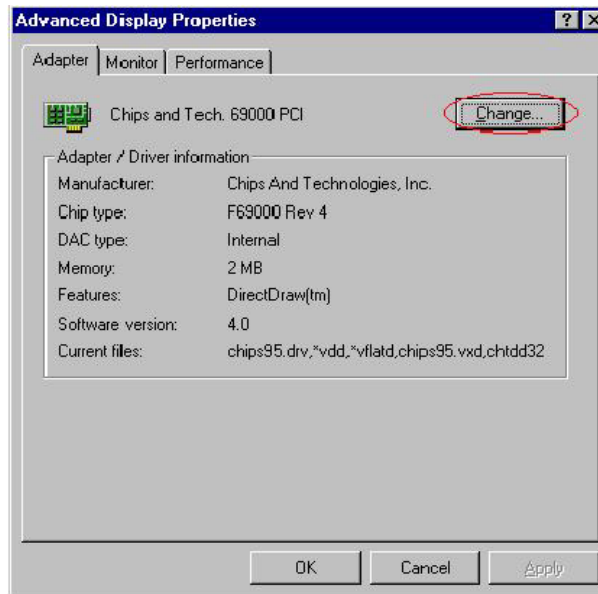 Advanced Display Properties
Adapter Monitor Performance
Chips and Tech. 69000 PCI Change...
Adapter / Driver information
Manufacturer: Chips And Technologies, Inc.
Chip type: F69000 Rev 4
DAC type: Internal
Memory: 2 MB
Features: DirectDraw(tm)
Software version: 4.0
Current files: chips95.drv,*vdd,*vflatd,chips95.vxd,chtdd32
OK Cancel Apply